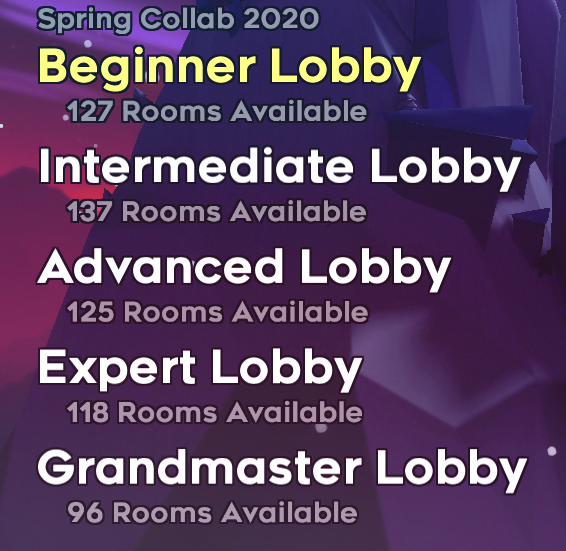 Spring Collab 2020
Beginner Lobby
127 Rooms Available
Intermediate Lobby
137 Rooms Available
Advanced Lobby
125 Rooms Available
Expert Lobby
118 Rooms Available
Grandmaster Lobby
96 Rooms Available